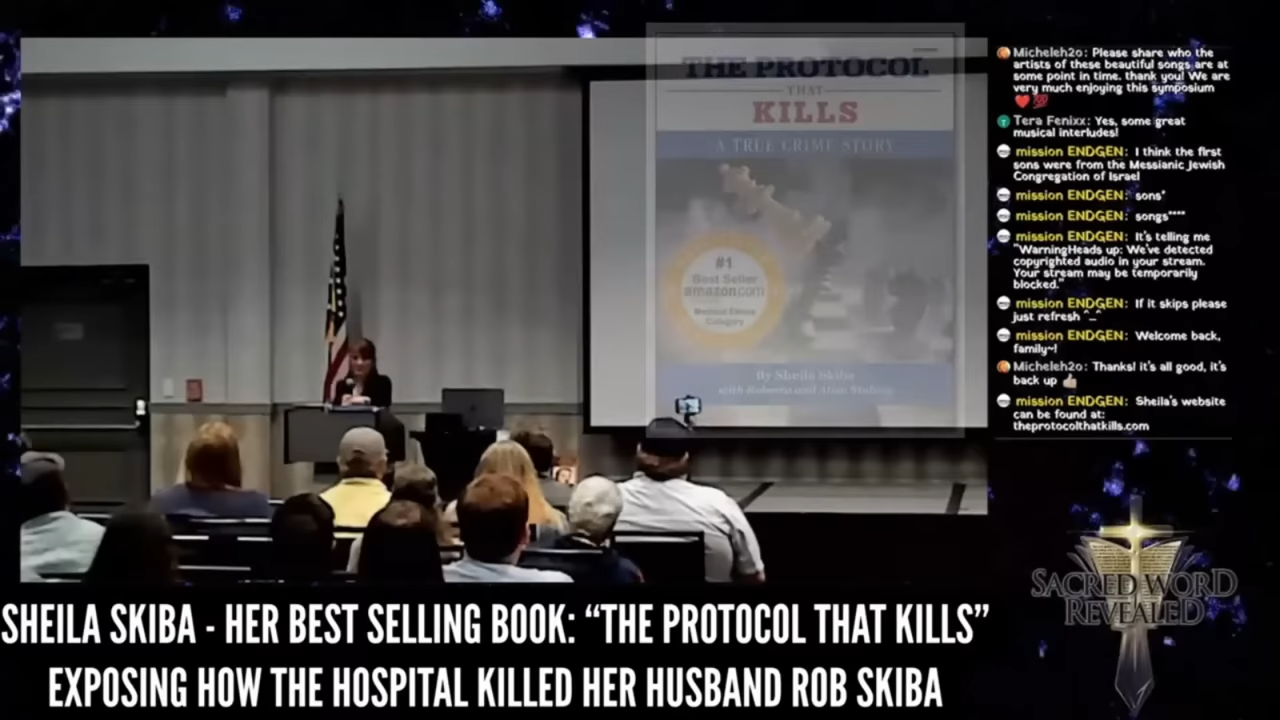 THE PROTOCOL
THAT
KILLS
A TRUE CRIME STORY
#1
Best Seller
amazon.com
Medical Ethics
Category
By Sheila Skiba
with Roberta and Alan
Micheleh2o: Please share who the
artists of these beautiful songs are at
some point in time. thank you! We are
very much enjoying this symposium
❤️ 💯
Tera Fenixx: Yes, some great
musical interludes!
mission ENDGEN: I think the first
sons were from the Messianic Jewish
Congregation of Israel
mission ENDGEN: sons*
mission ENDGEN: songs****
mission ENDGEN: It's telling me
"WarningHeads up: We've detected
copyrighted audio in your stream.
Your stream may be temporarily
blocked."
mission ENDGEN: If it skips please
just refresh ^_^
mission ENDGEN: Welcome back,
family~!
Micheleh2o: Thanks! it's all good, it's
back up 👍🏼
mission ENDGEN: Sheila's website
can be found at:
theprotocolthatkills.com
SACRED WORD
REVEALED
SHEILA SKIBA - HER BEST SELLING BOOK: “THE PROTOCOL THAT KILLS”
EXPOSING HOW THE HOSPITAL KILLED HER HUSBAND ROB SKIBA